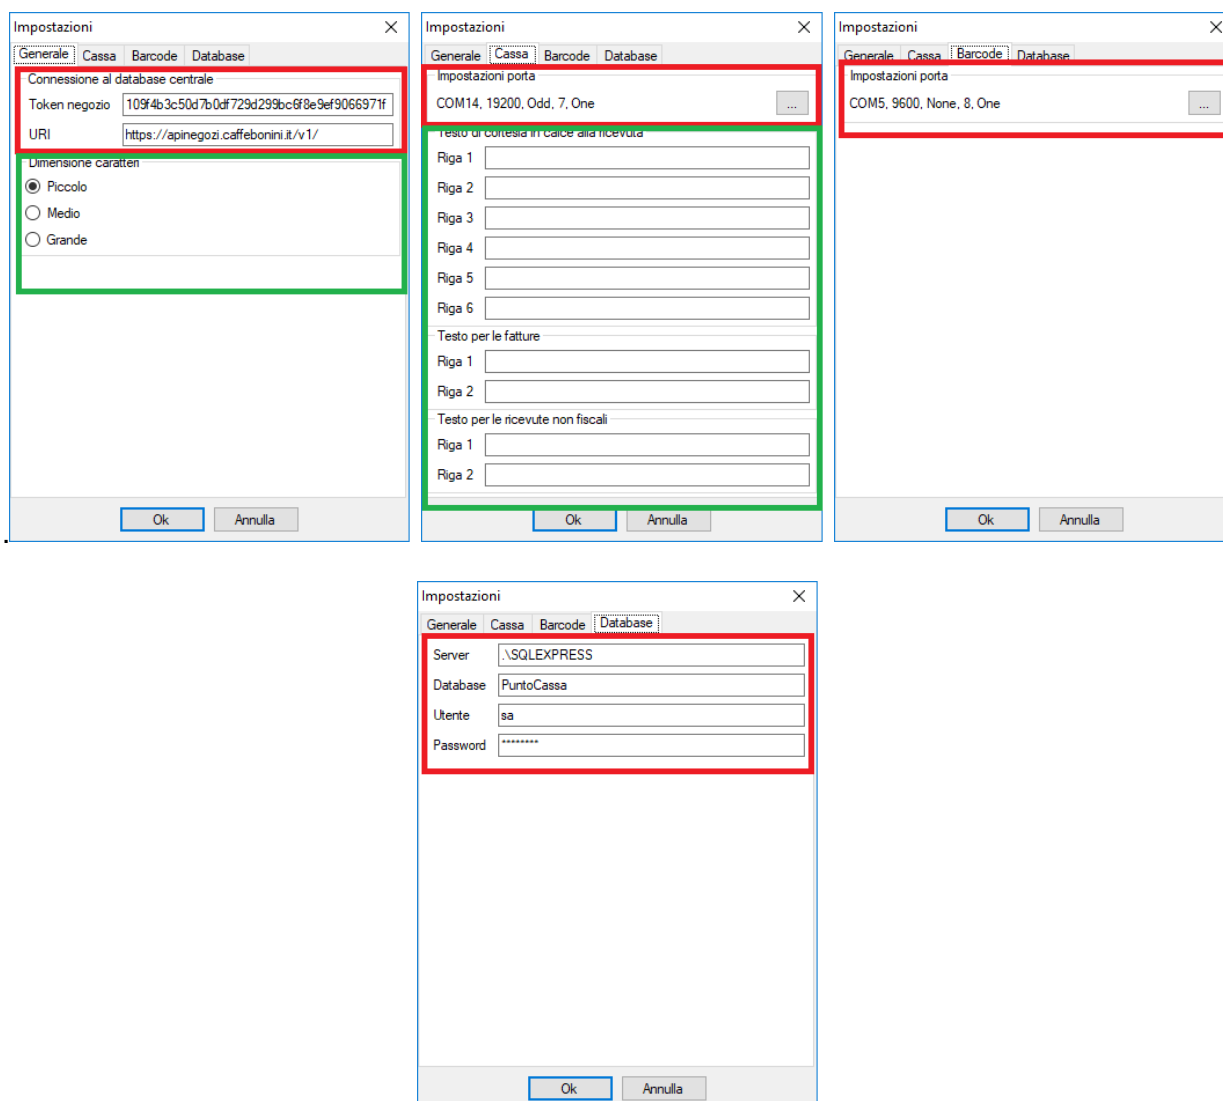 Impostazioni
Generale Cassa Barcode Database
Connessione al database centrale
Token negozio 109f4b3c50d7b0df729d299bc6f8e9ef9066971f
URI https://apinegozi.caffebonini.it/v1/
Dimensione caratteri
Piccolo
Medio
Grande
Ok Annulla
Impostazioni
Generale Cassa Barcode Database
Impostazioni porta
COM14, 19200, Odd, 7, One ...
Testo di cortesia in calce alla ricevuta
Riga 1
Riga 2
Riga 3
Riga 4
Riga 5
Riga 6
Testo per le fatture
Riga 1
Riga 2
Testo per le ricevute non fiscali
Riga 1
Riga 2
Ok Annulla
Impostazioni
Generale Cassa Barcode Database
Impostazioni porta
COM5, 9600, None, 8, One ...
Ok Annulla
.
Impostazioni
Generale Cassa Barcode Database
Server .\SQLEXPRESS
Database PuntoCassa
Utente sa
Password ********
Ok Annulla